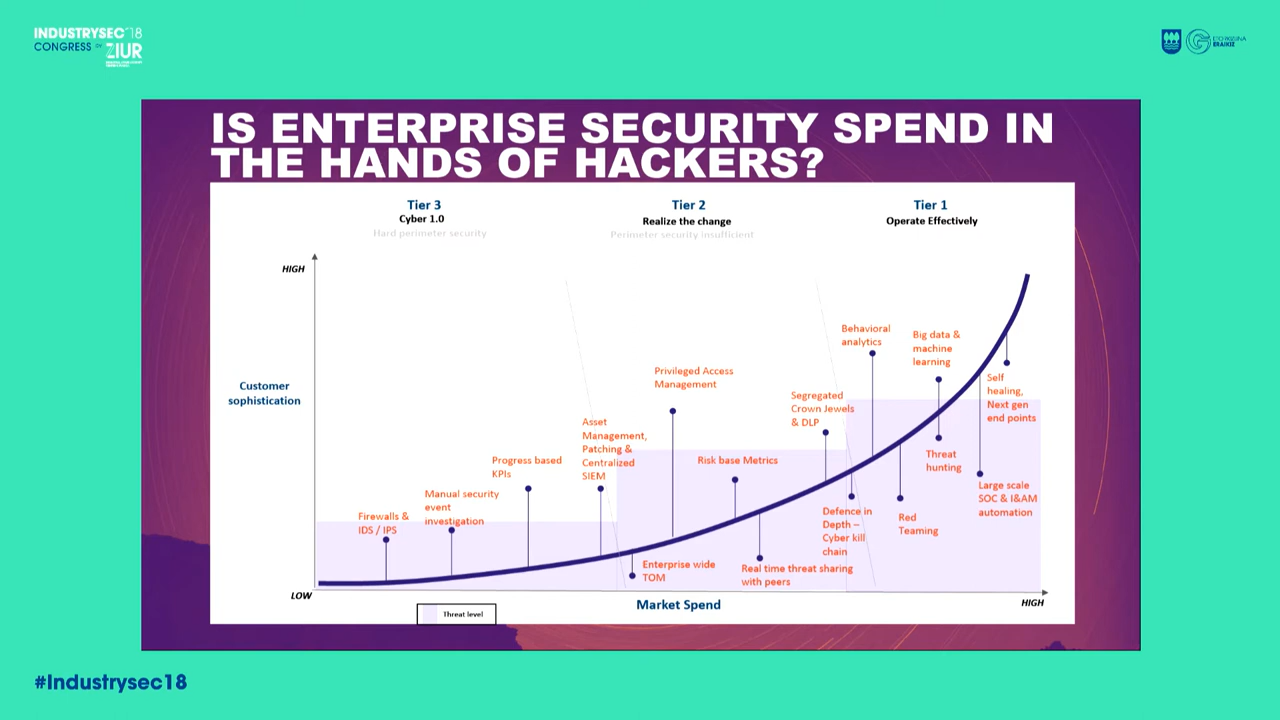 INDUSTRYSEC'18
CONGRESS BY ZIUR
IS ENTERPRISE SECURITY SPEND IN
THE HANDS OF HACKERS?
Tier 3
Cyber 1.0
Hard perimeter security
Tier 2
Realize the change
Perimeter security insufficient
Tier 1
Operate Effectively
HIGH
Customer
sophistication
LOW
Firewalls &
IDS / IPS
Manual security
event
investigation
Progress based
KPIs
Asset
Management,
Patching &
Centralized
SIEM
Enterprise wide
TOM
Privileged Access
Management
Risk base Metrics
Real time threat sharing
with peers
Segregated
Crown Jewels
& DLP
Defence in
Depth –
Cyber kill
chain
Behavioral
analytics
Red
Teaming
Big data &
machine
learning
Threat
hunting
Self
healing,
Next gen
end points
Large scale
SOC & I&AM
automation
Market Spend
HIGH
Threat level
#Industrysec18